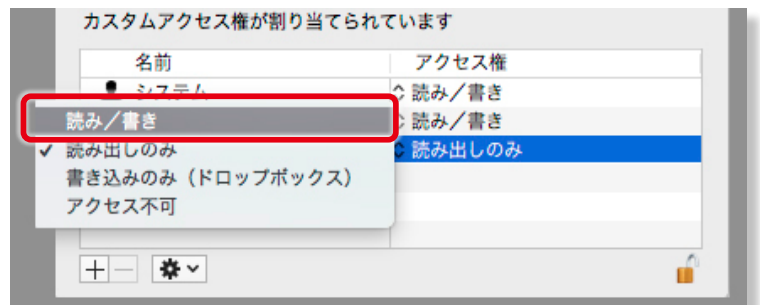 カスタムアクセス権が割り当てられています
名前 アクセス権
システム 読み／書き
読み／書き 読み／書き
✓ 読み出しのみ 読み出しのみ
書き込みのみ（ドロップボックス）
アクセス不可